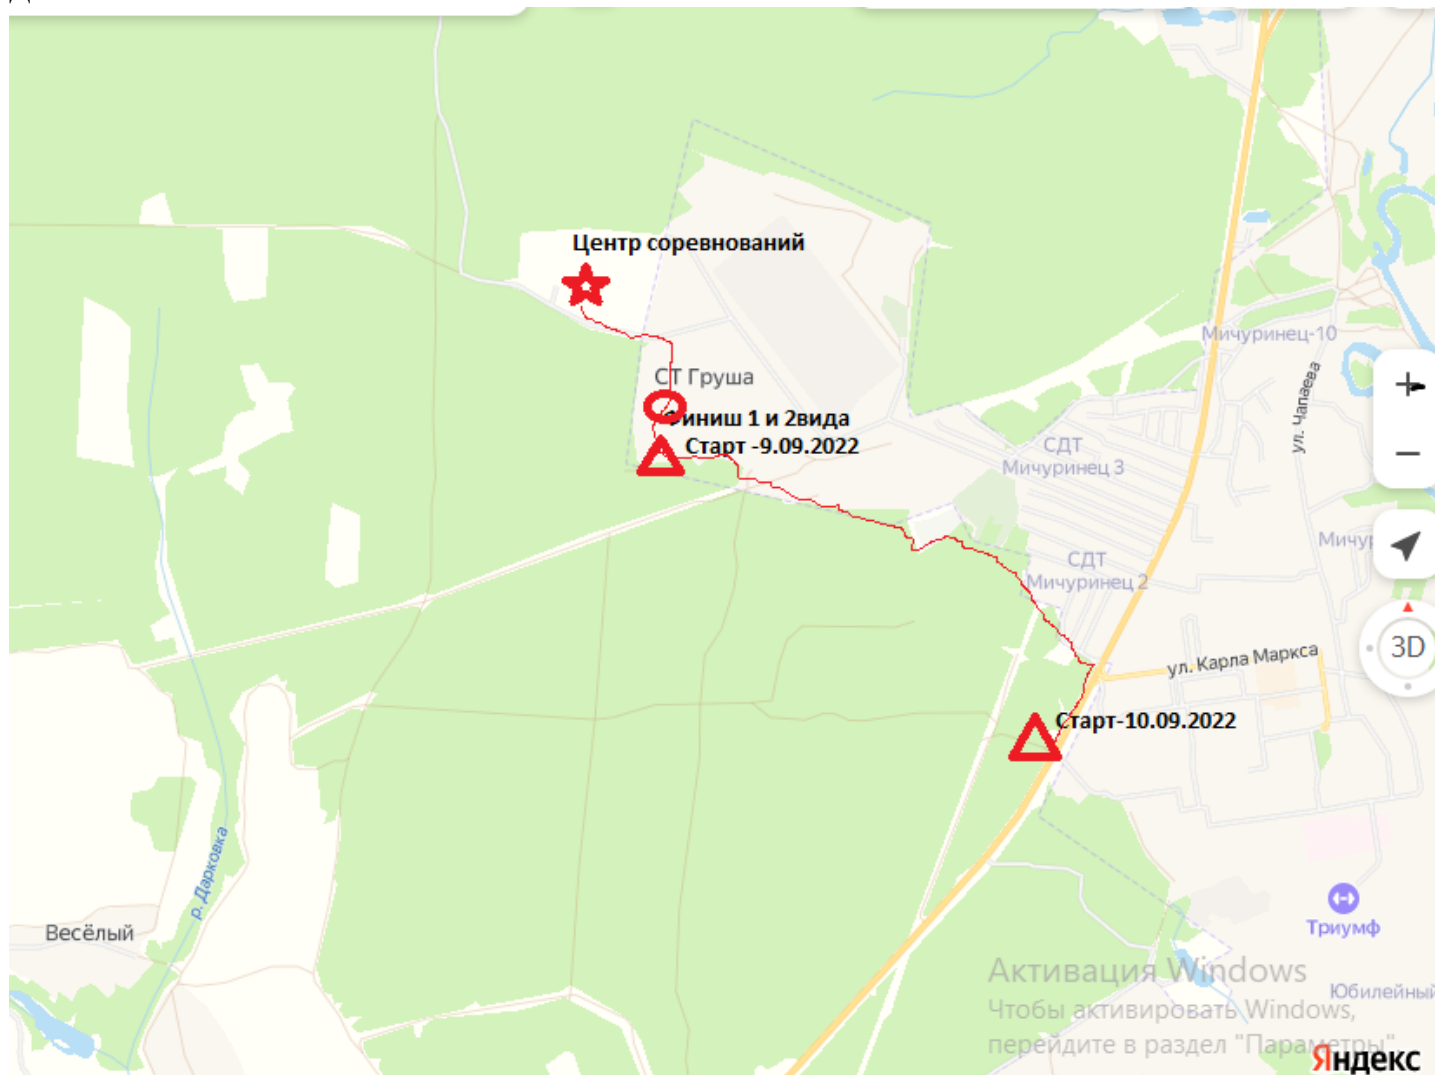 Центр соревнований
Мичуринец-10
СТ Груша
ул. Чапаева
Финиш 1 и 2вида
Старт -9.09.2022
СДТ
Мичуринец 3
СДТ
Мичуринец 2
3D
ул. Карла Маркса
Старт-10.09.2022
р. Дарковка
Весёлый
Триумф
Активация Windows
Чтобы активировать Windows,
перейдите в раздел "Параметры".
Юбилейный
Яндекс